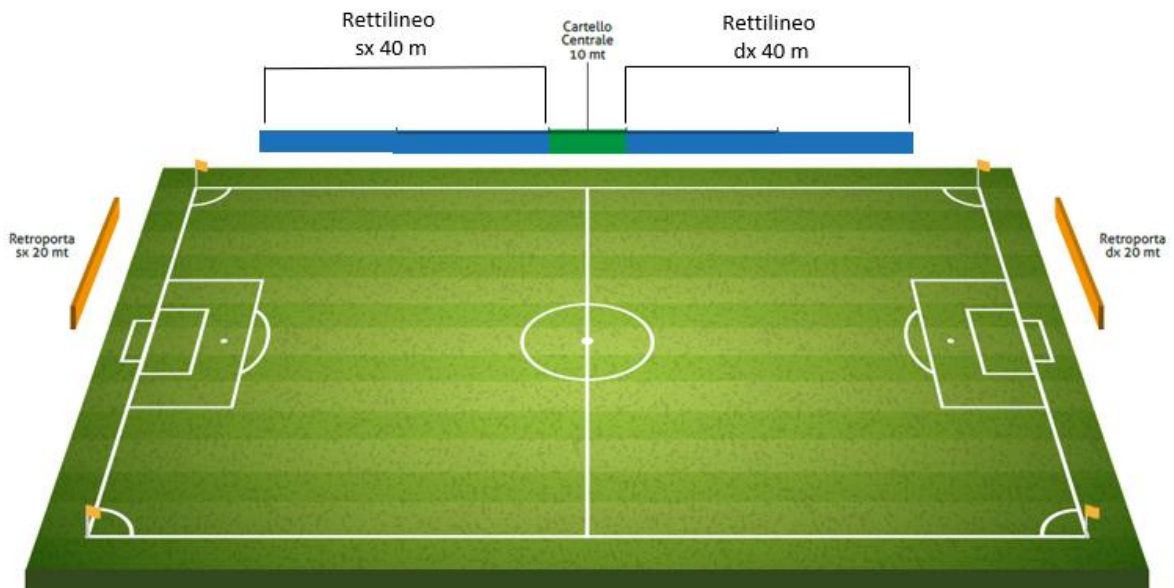 Rettilineo
sx 40 m
Cartello
Centrale
10 mt
Rettilineo
dx 40 m
Retroporta
sx 20 mt
Retroporta
dx 20 mt